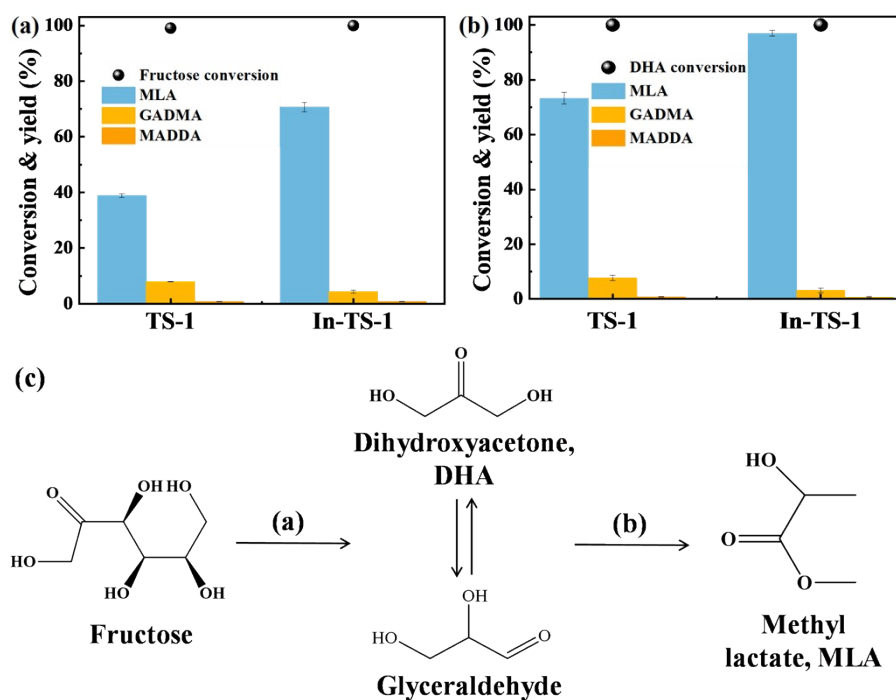 (a)
Conversion & yield (%)
100
80
60
40
20
0
Fructose conversion
MLA
GADMA
MADDA
TS-1
In-TS-1
(b)
Conversion & yield (%)
100
80
60
40
20
0
DHA conversion
MLA
GADMA
MADDA
TS-1
In-TS-1
(c)
O
OH
HO
HO
HO
OH
Fructose
(a)
O
HO
OH
Dihydroxyacetone,
DHA
OH
HO
O
Glyceraldehyde
(b)
HO
O
O
Methyl
lactate, MLA